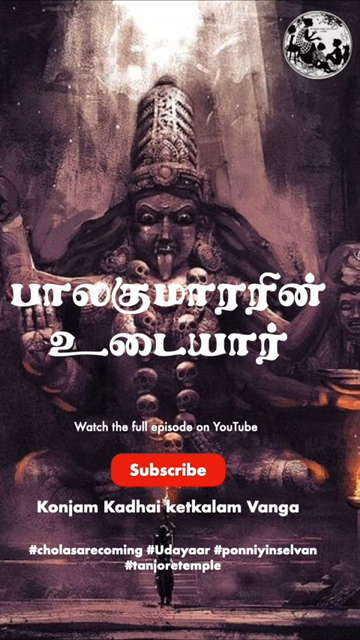 பாலகுமாரரின்
உடையார்
Watch the full episode on YouTube
Subscribe
Konjam Kadhai ketkalam Vanga
#cholasarecoming #Udayaar #ponniyinselvan
#tanjoretemple